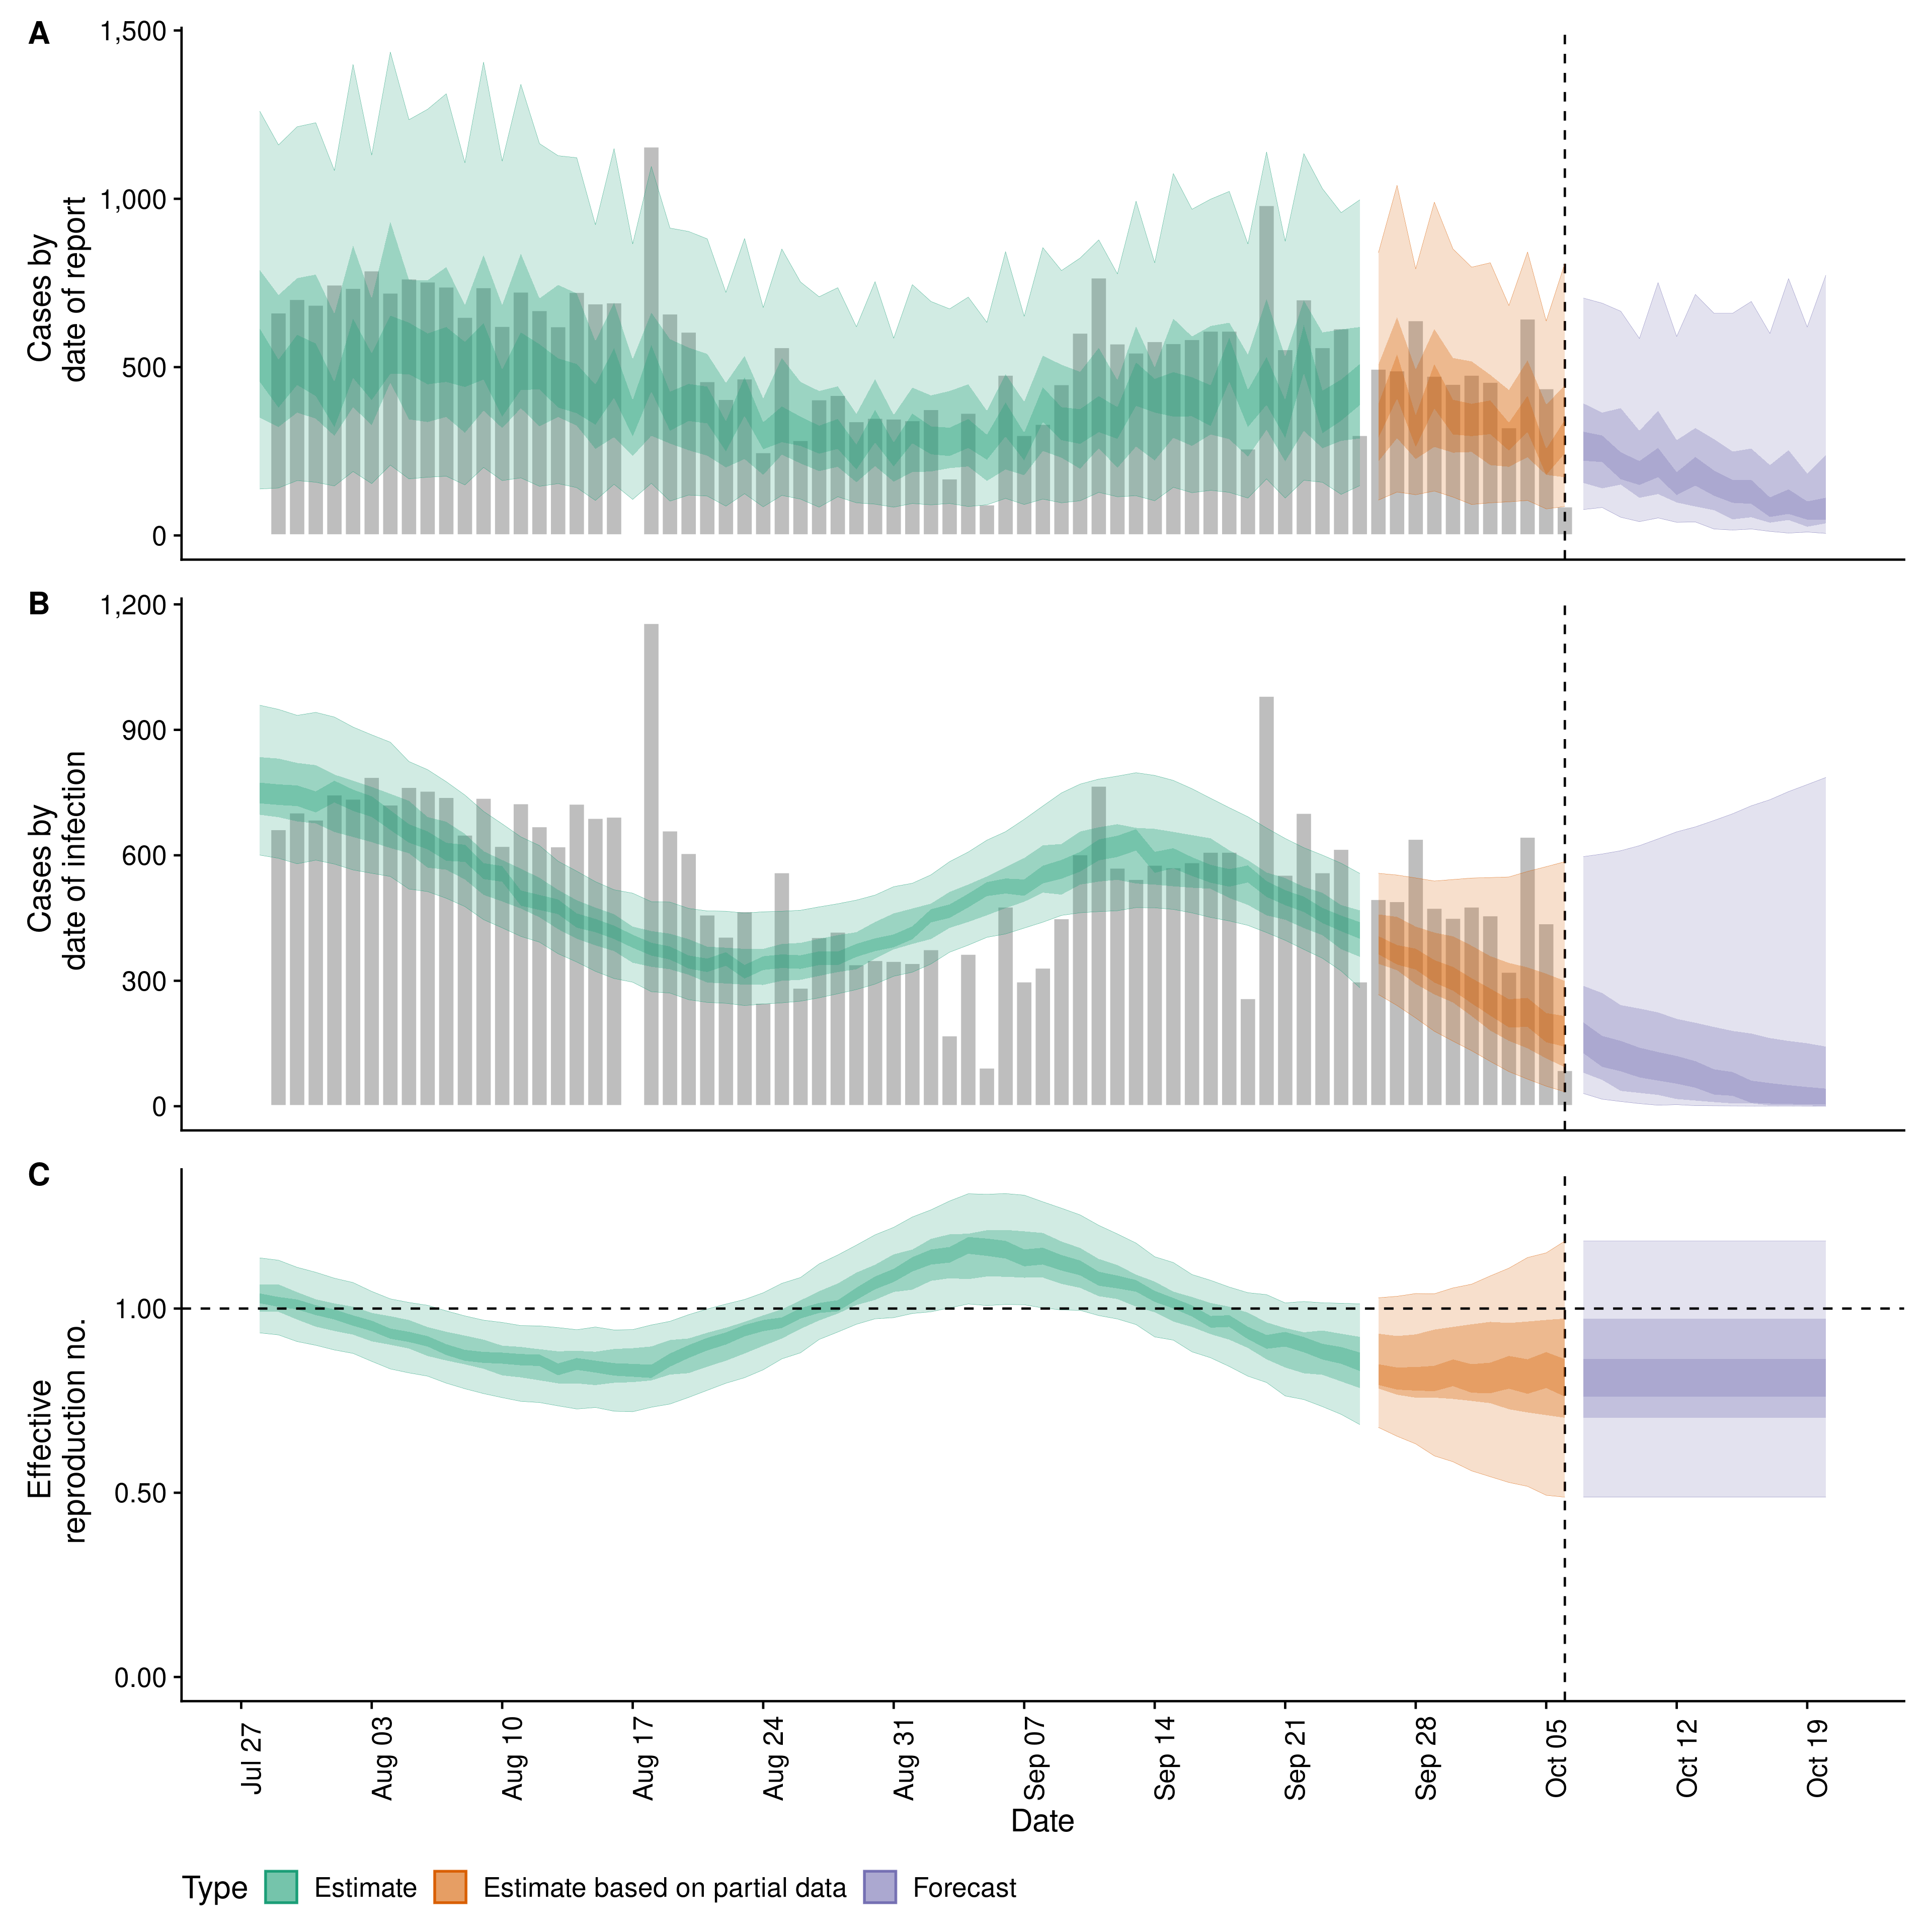 A
Cases by
date of report
1,500
1,000
500
0
B
Cases by
date of infection
1,200
900
600
300
0
C
Effective
reproduction no.
1.00
0.50
0.00
Jul 27
Aug 03
Aug 10
Aug 17
Aug 24
Aug 31
Sep 07
Sep 14
Sep 21
Sep 28
Oct 05
Oct 12
Oct 19
Date
Type Estimate Estimate based on partial data Forecast